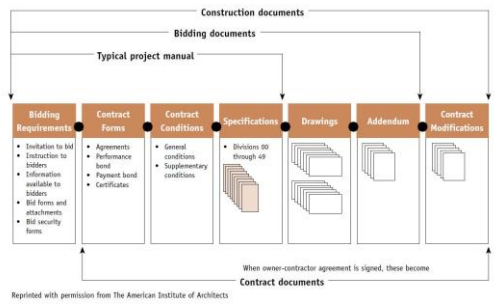 Construction documents
Bidding documents
Typical project manual
Bidding
Requirements
• Invitation to bid
• Instruction to
bidders
• Information
available to
bidders
• Bid forms and
attachments
• Bid security
forms
Contract
Forms
• Agreements
• Performance
bond
• Payment bond
• Certificates
Contract
Conditions
• General
conditions
• Supplementary
conditions
Specifications
• Divisions 00
through 49
Drawings
Addendum
Contract
Modifications
When owner-contractor agreement is signed, these become
Contract documents
Reprinted with permission from The American Institute of Architects